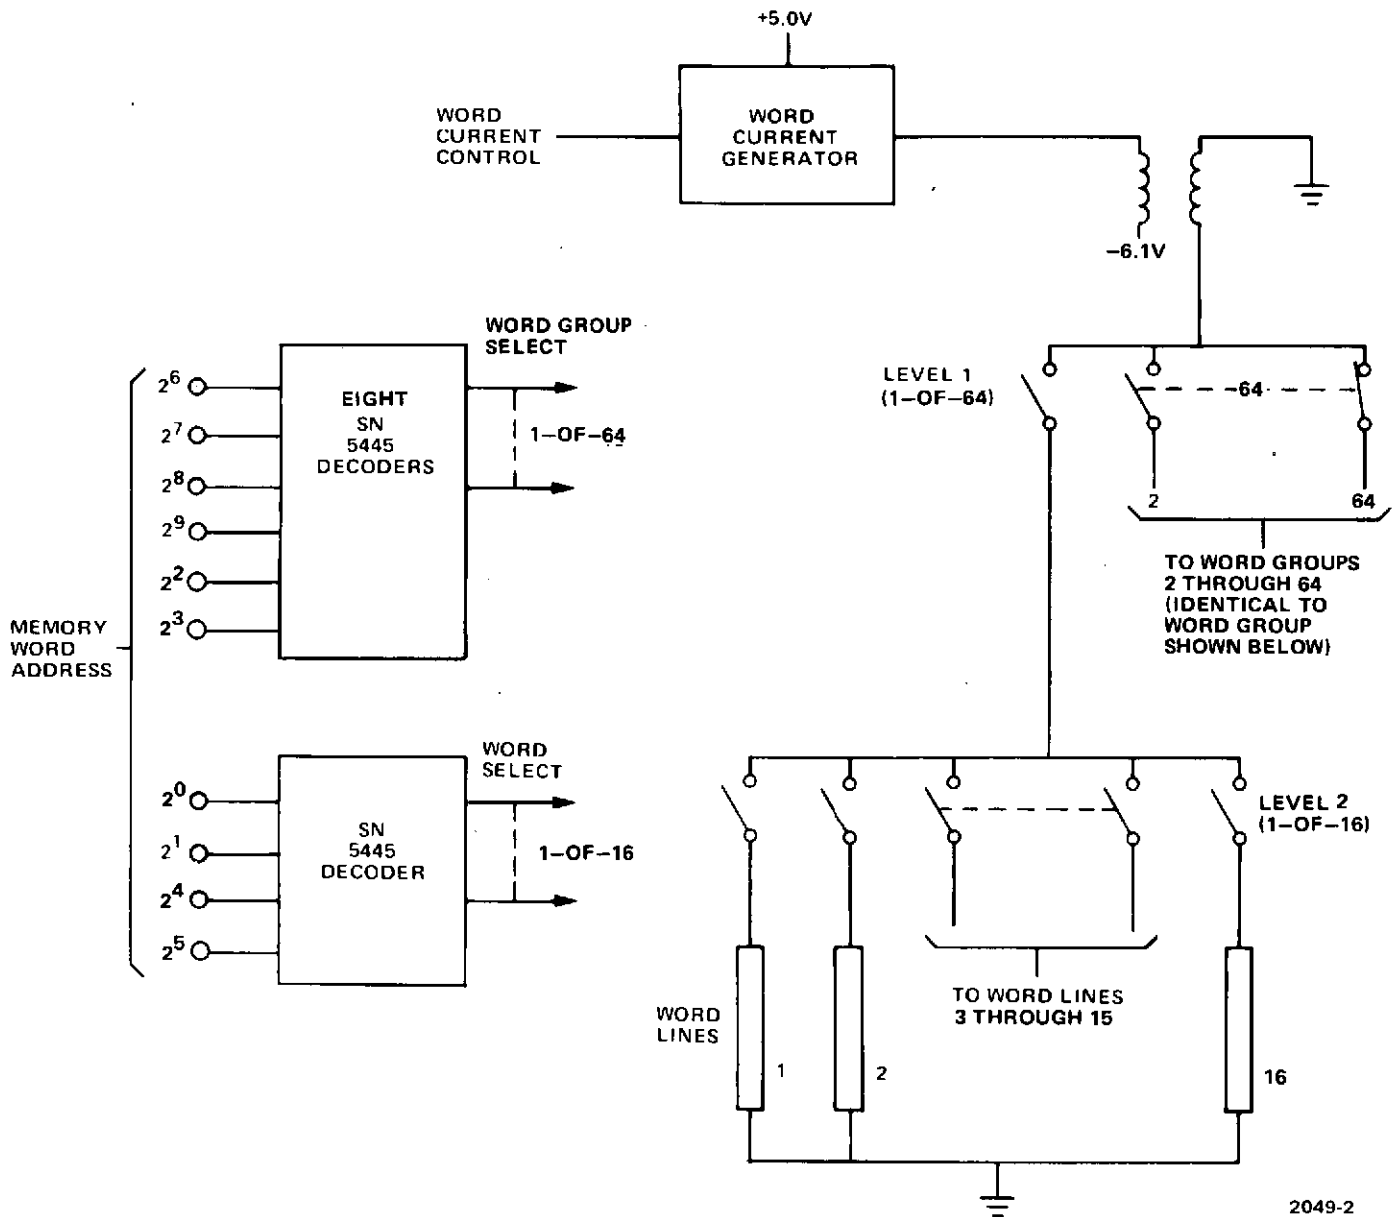 +5.0V
WORD
CURRENT
CONTROL
WORD
CURRENT
GENERATOR
−6.1V
WORD GROUP
SELECT
2^6
2^7
2^8
2^9
2^2
2^3
EIGHT
SN
5445
DECODERS
1−OF−64
LEVEL 1
(1−OF−64)
64
2
64
TO WORD GROUPS
2 THROUGH 64
(IDENTICAL TO
WORD GROUP
SHOWN BELOW)
MEMORY
WORD
ADDRESS
WORD
SELECT
2^0
2^1
2^4
2^5
SN
5445
DECODER
1−OF−16
LEVEL 2
(1−OF−16)
TO WORD LINES
3 THROUGH 15
WORD
LINES
1
2
16
2049-2